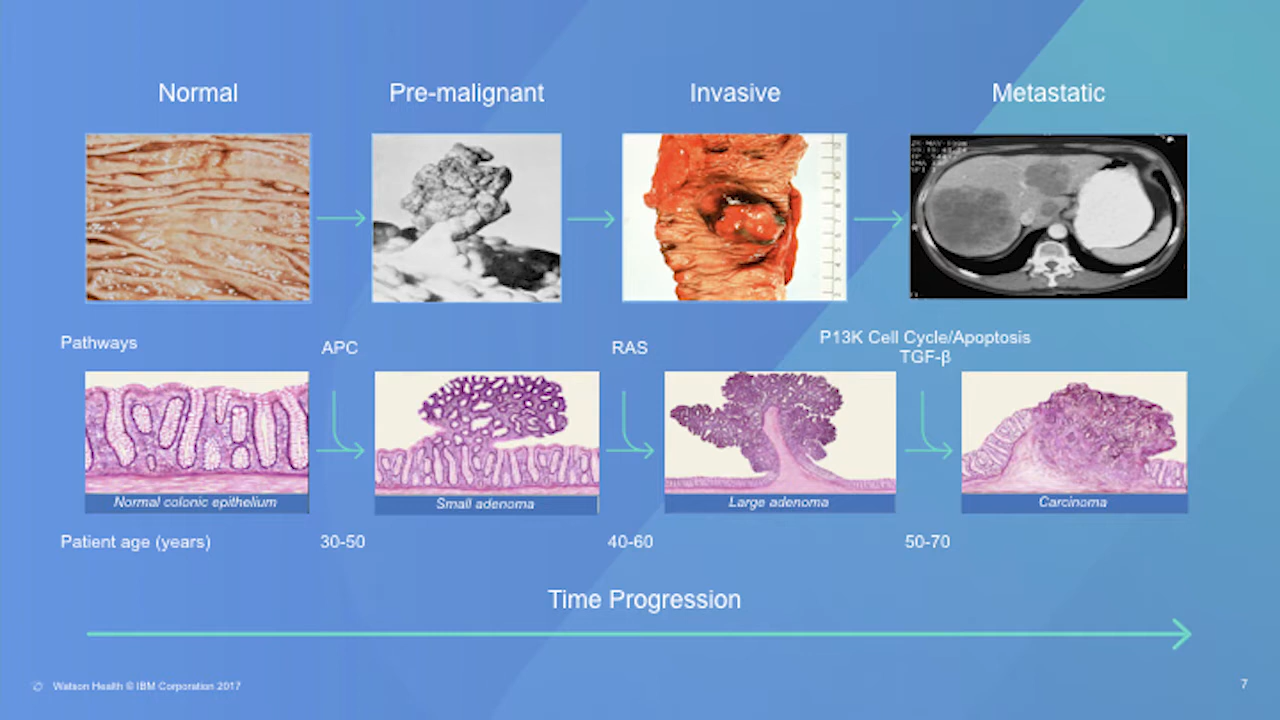 Normal
Pre-malignant
Invasive
Metastatic
Pathways
APC
RAS
P13K Cell Cycle/Apoptosis
TGF-β
Normal colonic epithelium
Small adenoma
Large adenoma
Carcinoma
Patient age (years)
30-50
40-60
50-70
Time Progression
Watson Health © IBM Corporation 2017
7